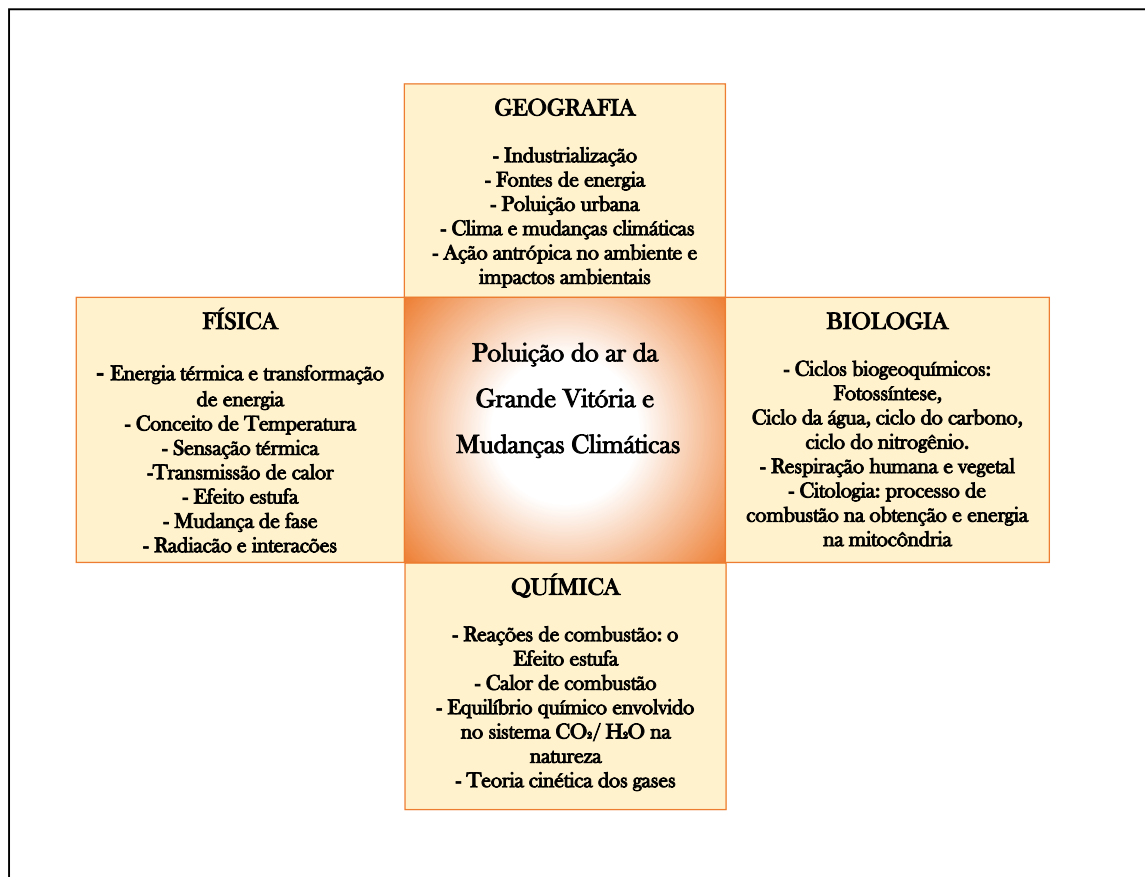 GEOGRAFIA
- Industrialização
- Fontes de energia
- Poluição urbana
- Clima e mudanças climáticas
- Ação antrópica no ambiente e
impactos ambientais
FÍSICA
- Energia térmica e transformação
de energia
- Conceito de Temperatura
- Sensação térmica
-Transmissão de calor
- Efeito estufa
- Mudança de fase
- Radiacão e interacões
Poluição do ar da
Grande Vitória e
Mudanças Climáticas
BIOLOGIA
- Ciclos biogeoquímicos:
Fotossíntese,
Ciclo da água, ciclo do carbono,
ciclo do nitrogênio.
- Respiração humana e vegetal
- Citologia: processo de
combustão na obtenção e energia
na mitocôndria
QUÍMICA
- Reações de combustão: o
Efeito estufa
- Calor de combustão
- Equilíbrio químico envolvido
no sistema CO₂/ H₂O na
natureza
- Teoria cinética dos gases